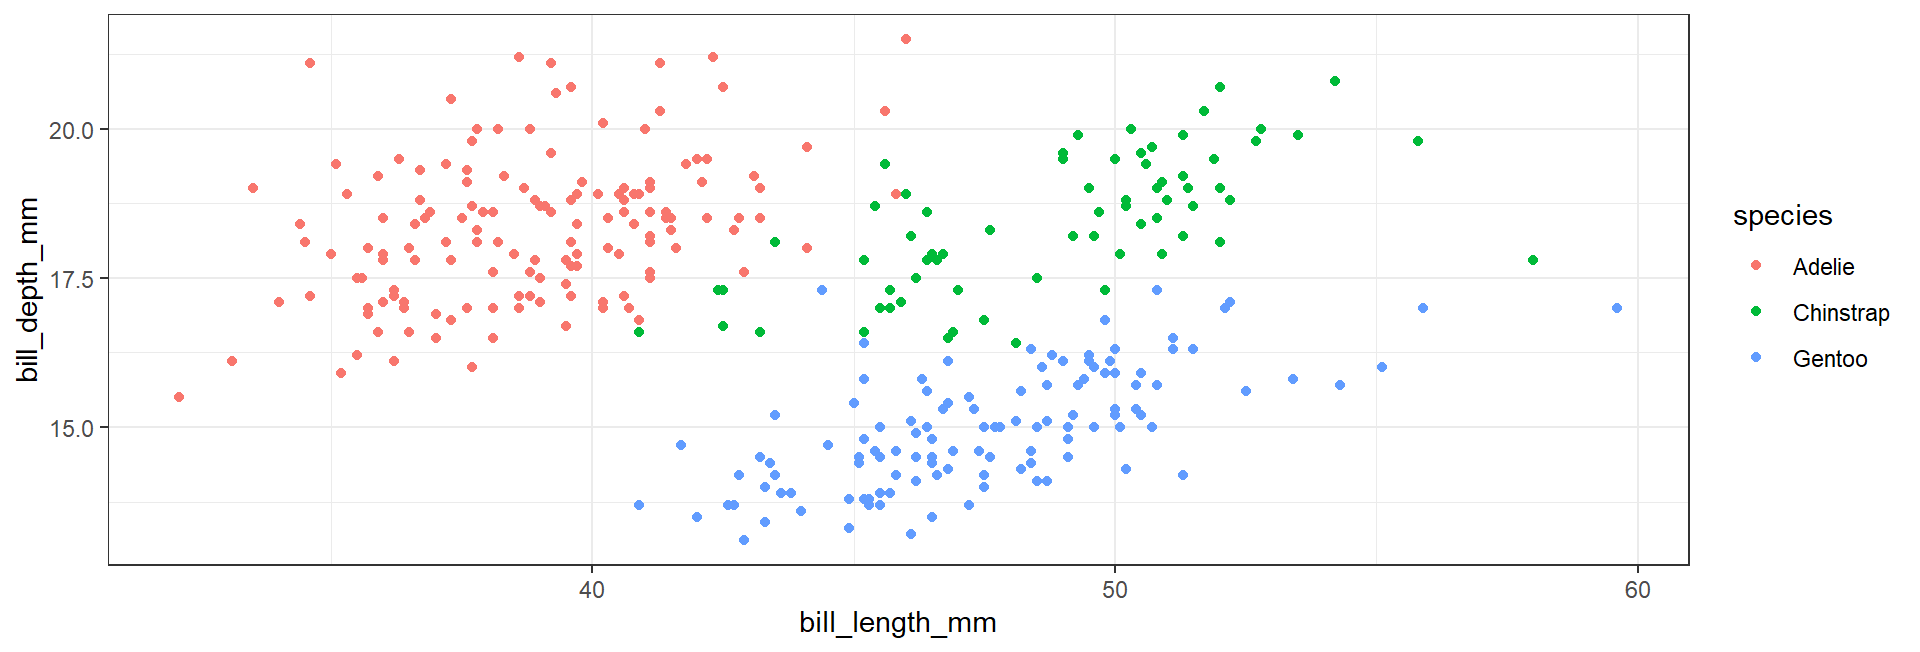 20.0
17.5
15.0
bill_depth_mm
40
50
60
bill_length_mm
species
Adelie
Chinstrap
Gentoo